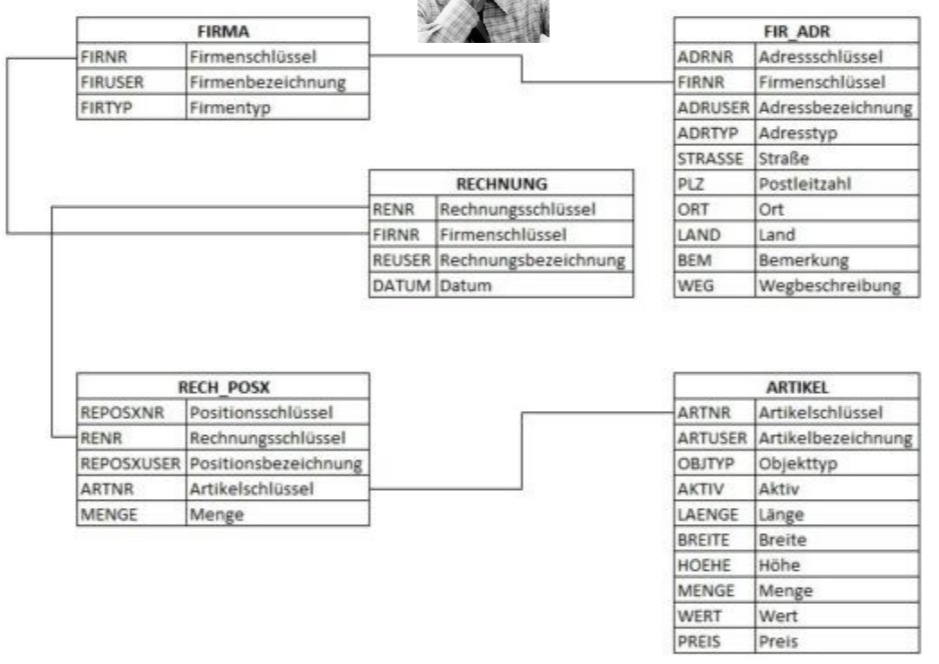 FIRMA
FIRNR Firmenschlüssel
FIRUSER Firmenbezeichnung
FIRTYP Firmentyp
FIR_ADR
ADRNR Adressschlüssel
FIRNR Firmenschlüssel
ADRUSER Adressbezeichnung
ADRTYP Adresstyp
STRASSE Straße
PLZ Postleitzahl
ORT Ort
LAND Land
BEM Bemerkung
WEG Wegbeschreibung
RECHNUNG
RENR Rechnungsschlüssel
FIRNR Firmenschlüssel
REUSER Rechnungsbezeichnung
DATUM Datum
RECH_POSX
REPOSXNR Positionsschlüssel
RENR Rechnungsschlüssel
REPOSXUSER Positionsbezeichnung
ARTNR Artikelschlüssel
MENGE Menge
ARTIKEL
ARTNR Artikelschlüssel
ARTUSER Artikelbezeichnung
OBJTYP Objekttyp
AKTIV Aktiv
LAENGE Länge
BREITE Breite
HOEHE Höhe
MENGE Menge
WERT Wert
PREIS Preis